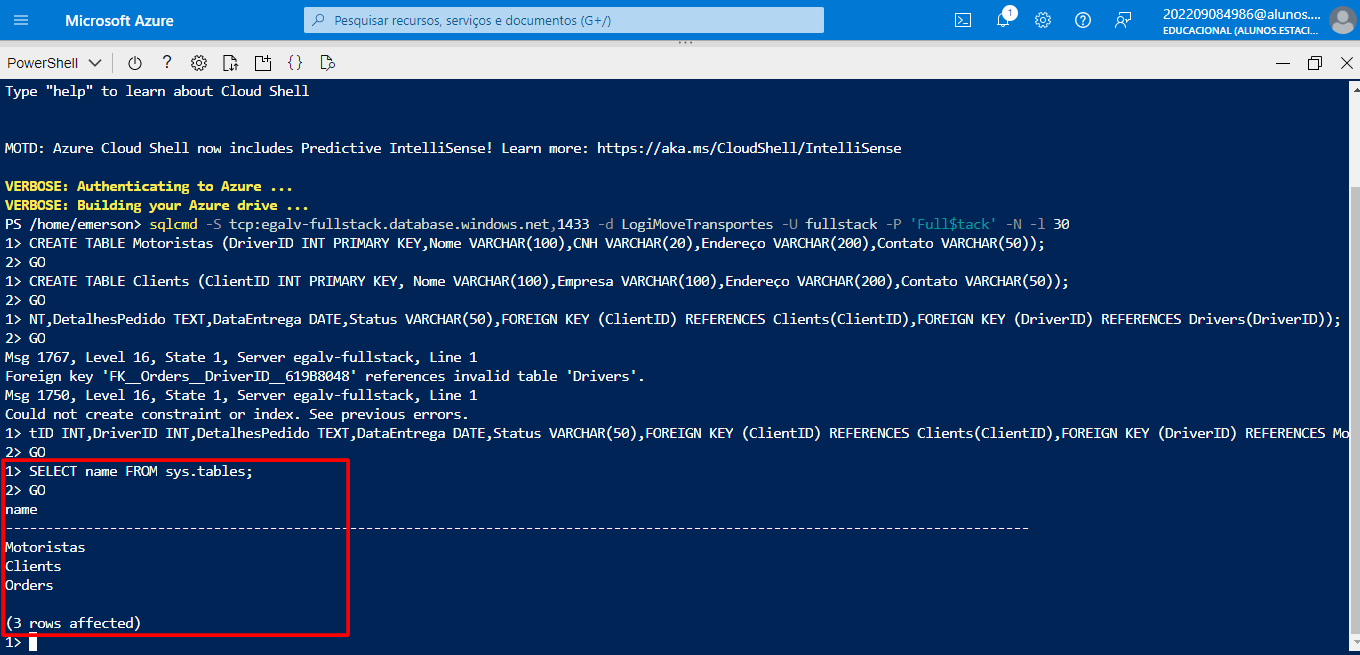 Microsoft Azure
Pesquisar recursos, serviços e documentos (G+/)
1
202209084986@alunos....
EDUCACIONAL (ALUNOS.ESTACI...
PowerShell
Type "help" to learn about Cloud Shell
MOTD: Azure Cloud Shell now includes Predictive IntelliSense! Learn more: https://aka.ms/CloudShell/IntelliSense
VERBOSE: Authenticating to Azure ...
VERBOSE: Building your Azure drive ...
PS /home/emerson> sqlcmd -S tcp:egalv-fullstack.database.windows.net,1433 -d LogiMoveTransportes -U fullstack -P 'Full$tack' -N -l 30
1> CREATE TABLE Motoristas (DriverID INT PRIMARY KEY,Nome VARCHAR(100),CNH VARCHAR(20),Endereço VARCHAR(200),Contato VARCHAR(50));
2> GO
1> CREATE TABLE Clients (ClientID INT PRIMARY KEY, Nome VARCHAR(100),Empresa VARCHAR(100),Endereço VARCHAR(200),Contato VARCHAR(50));
2> GO
1> NT,DetalhesPedido TEXT,DataEntrega DATE,Status VARCHAR(50),FOREIGN KEY (ClientID) REFERENCES Clients(ClientID),FOREIGN KEY (DriverID) REFERENCES Drivers(DriverID));
2> GO
Msg 1767, Level 16, State 1, Server egalv-fullstack, Line 1
Foreign key 'FK__Orders__DriverID__619B8048' references invalid table 'Drivers'.
Msg 1750, Level 16, State 1, Server egalv-fullstack, Line 1
Could not create constraint or index. See previous errors.
1> tID INT,DriverID INT,DetalhesPedido TEXT,DataEntrega DATE,Status VARCHAR(50),FOREIGN KEY (ClientID) REFERENCES Clients(ClientID),FOREIGN KEY (DriverID) REFERENCES Mo
2> GO
1> SELECT name FROM sys.tables;
2> GO
name
--------------------------------------------------------------------------------------------------------------------------------
Motoristas
Clients
Orders
(3 rows affected)
1>